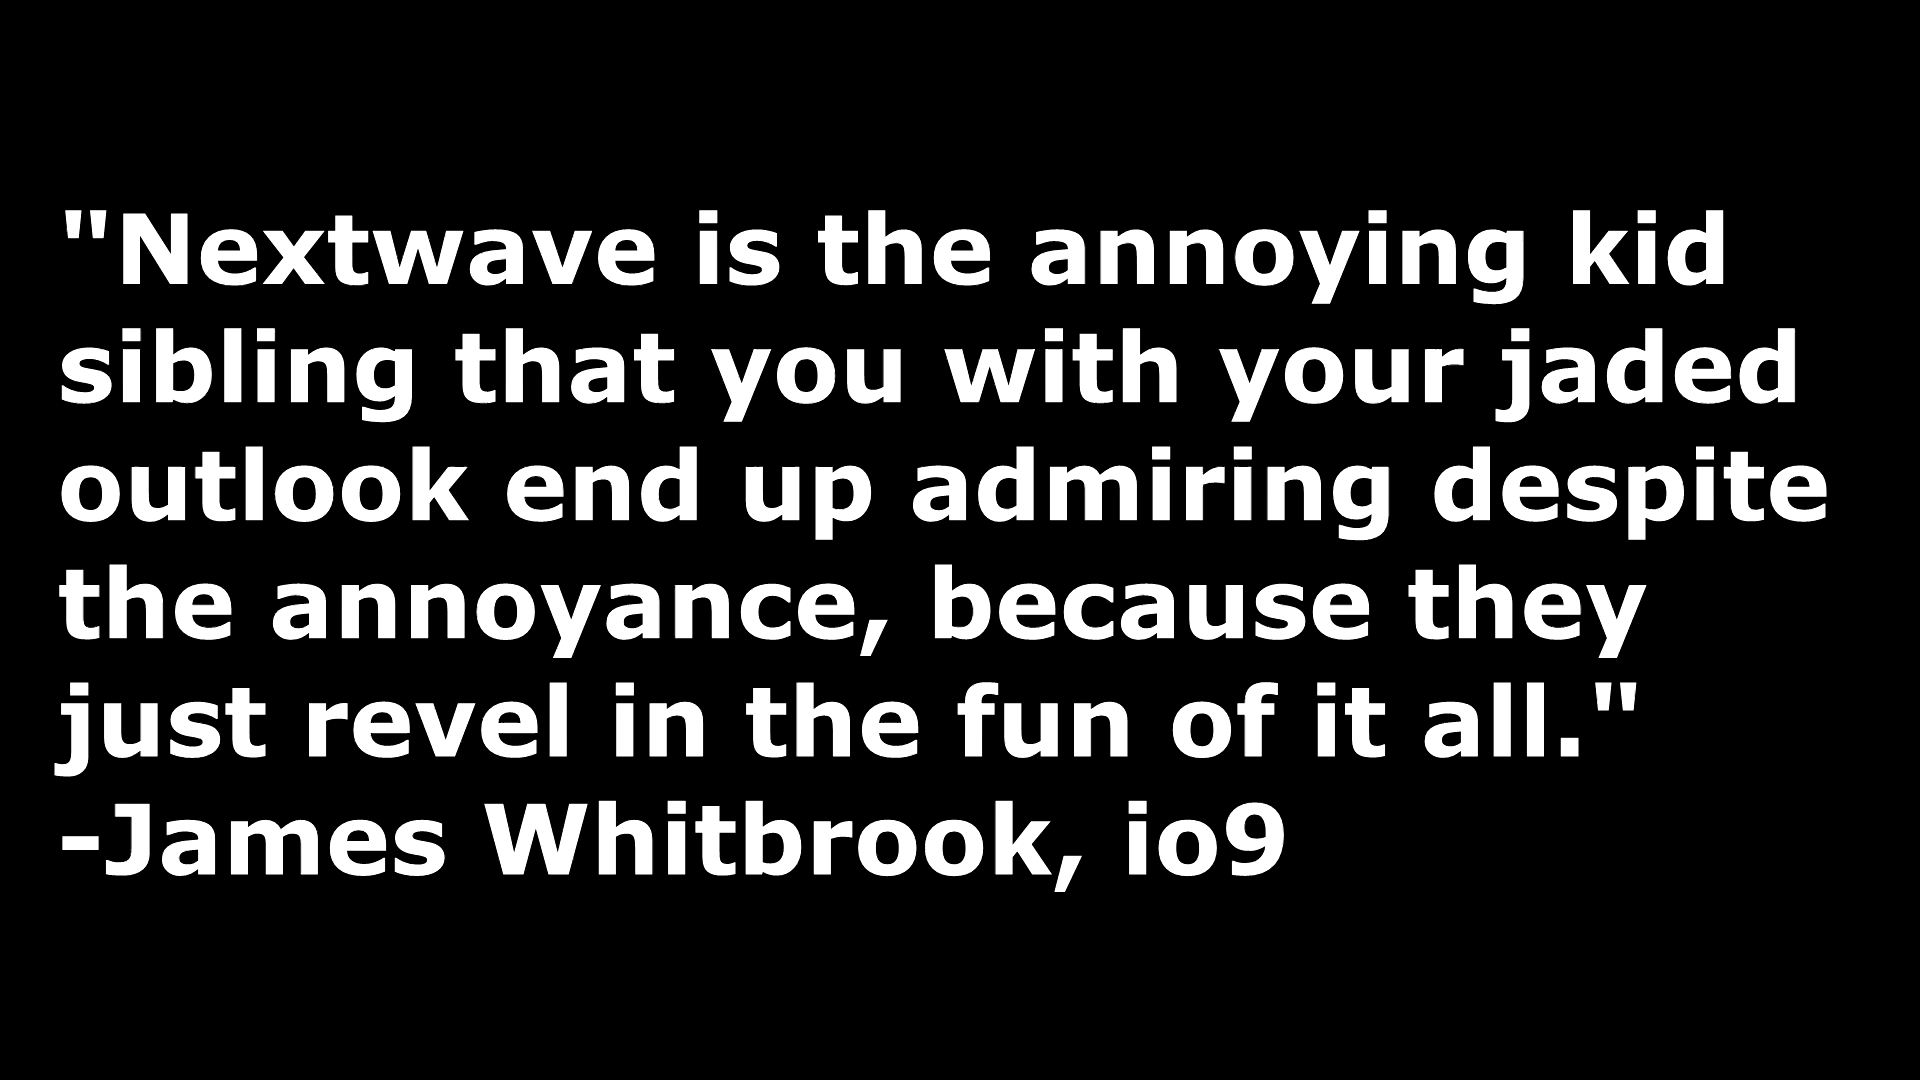 "Nextwave is the annoying kid
sibling that you with your jaded
outlook end up admiring despite
the annoyance, because they
just revel in the fun of it all."
-James Whitbrook, io9